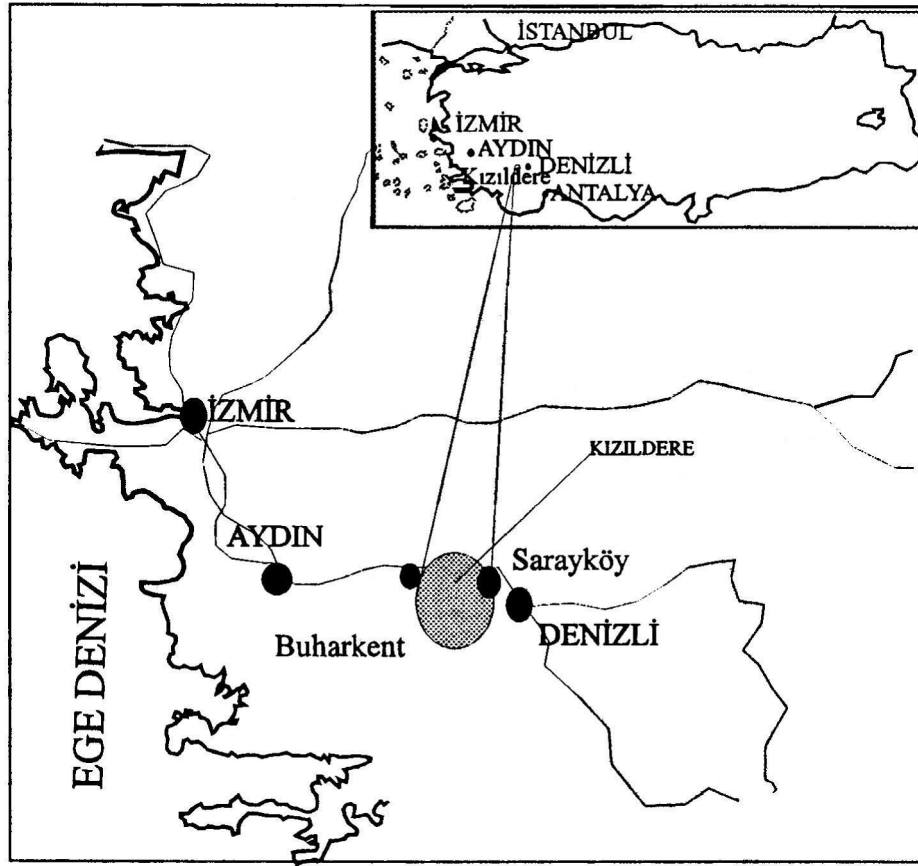 İSTANBUL
İZMİR
AYDIN
DENİZLİ
Kızıldere
ANTALYA
İZMİR
KIZILDERE
AYDIN
Sarayköy
Buharkent
DENİZLİ
EGE DENİZİ